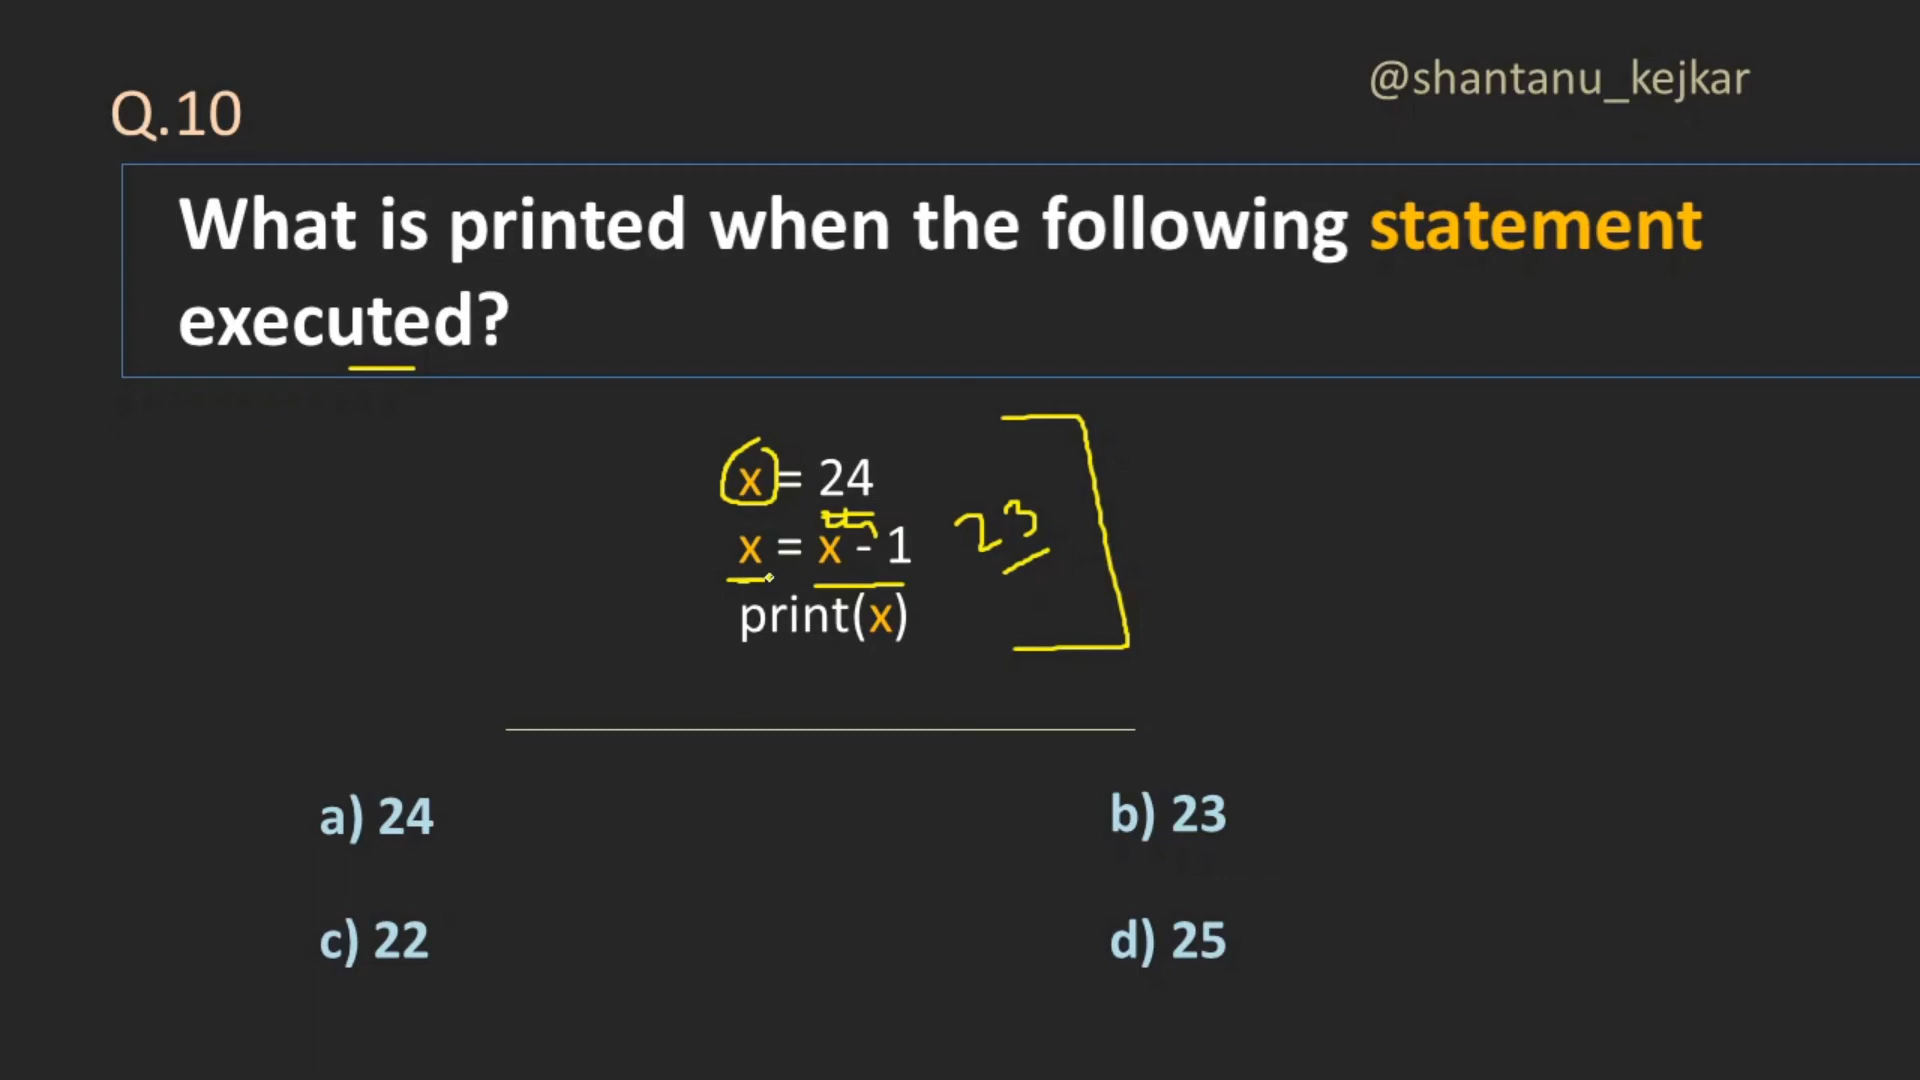 @shantanu_kejkar
Q.10
What is printed when the following statement
executed?
x = 24
x = x - 1
23
print(x)
a) 24
b) 23
c) 22
d) 25